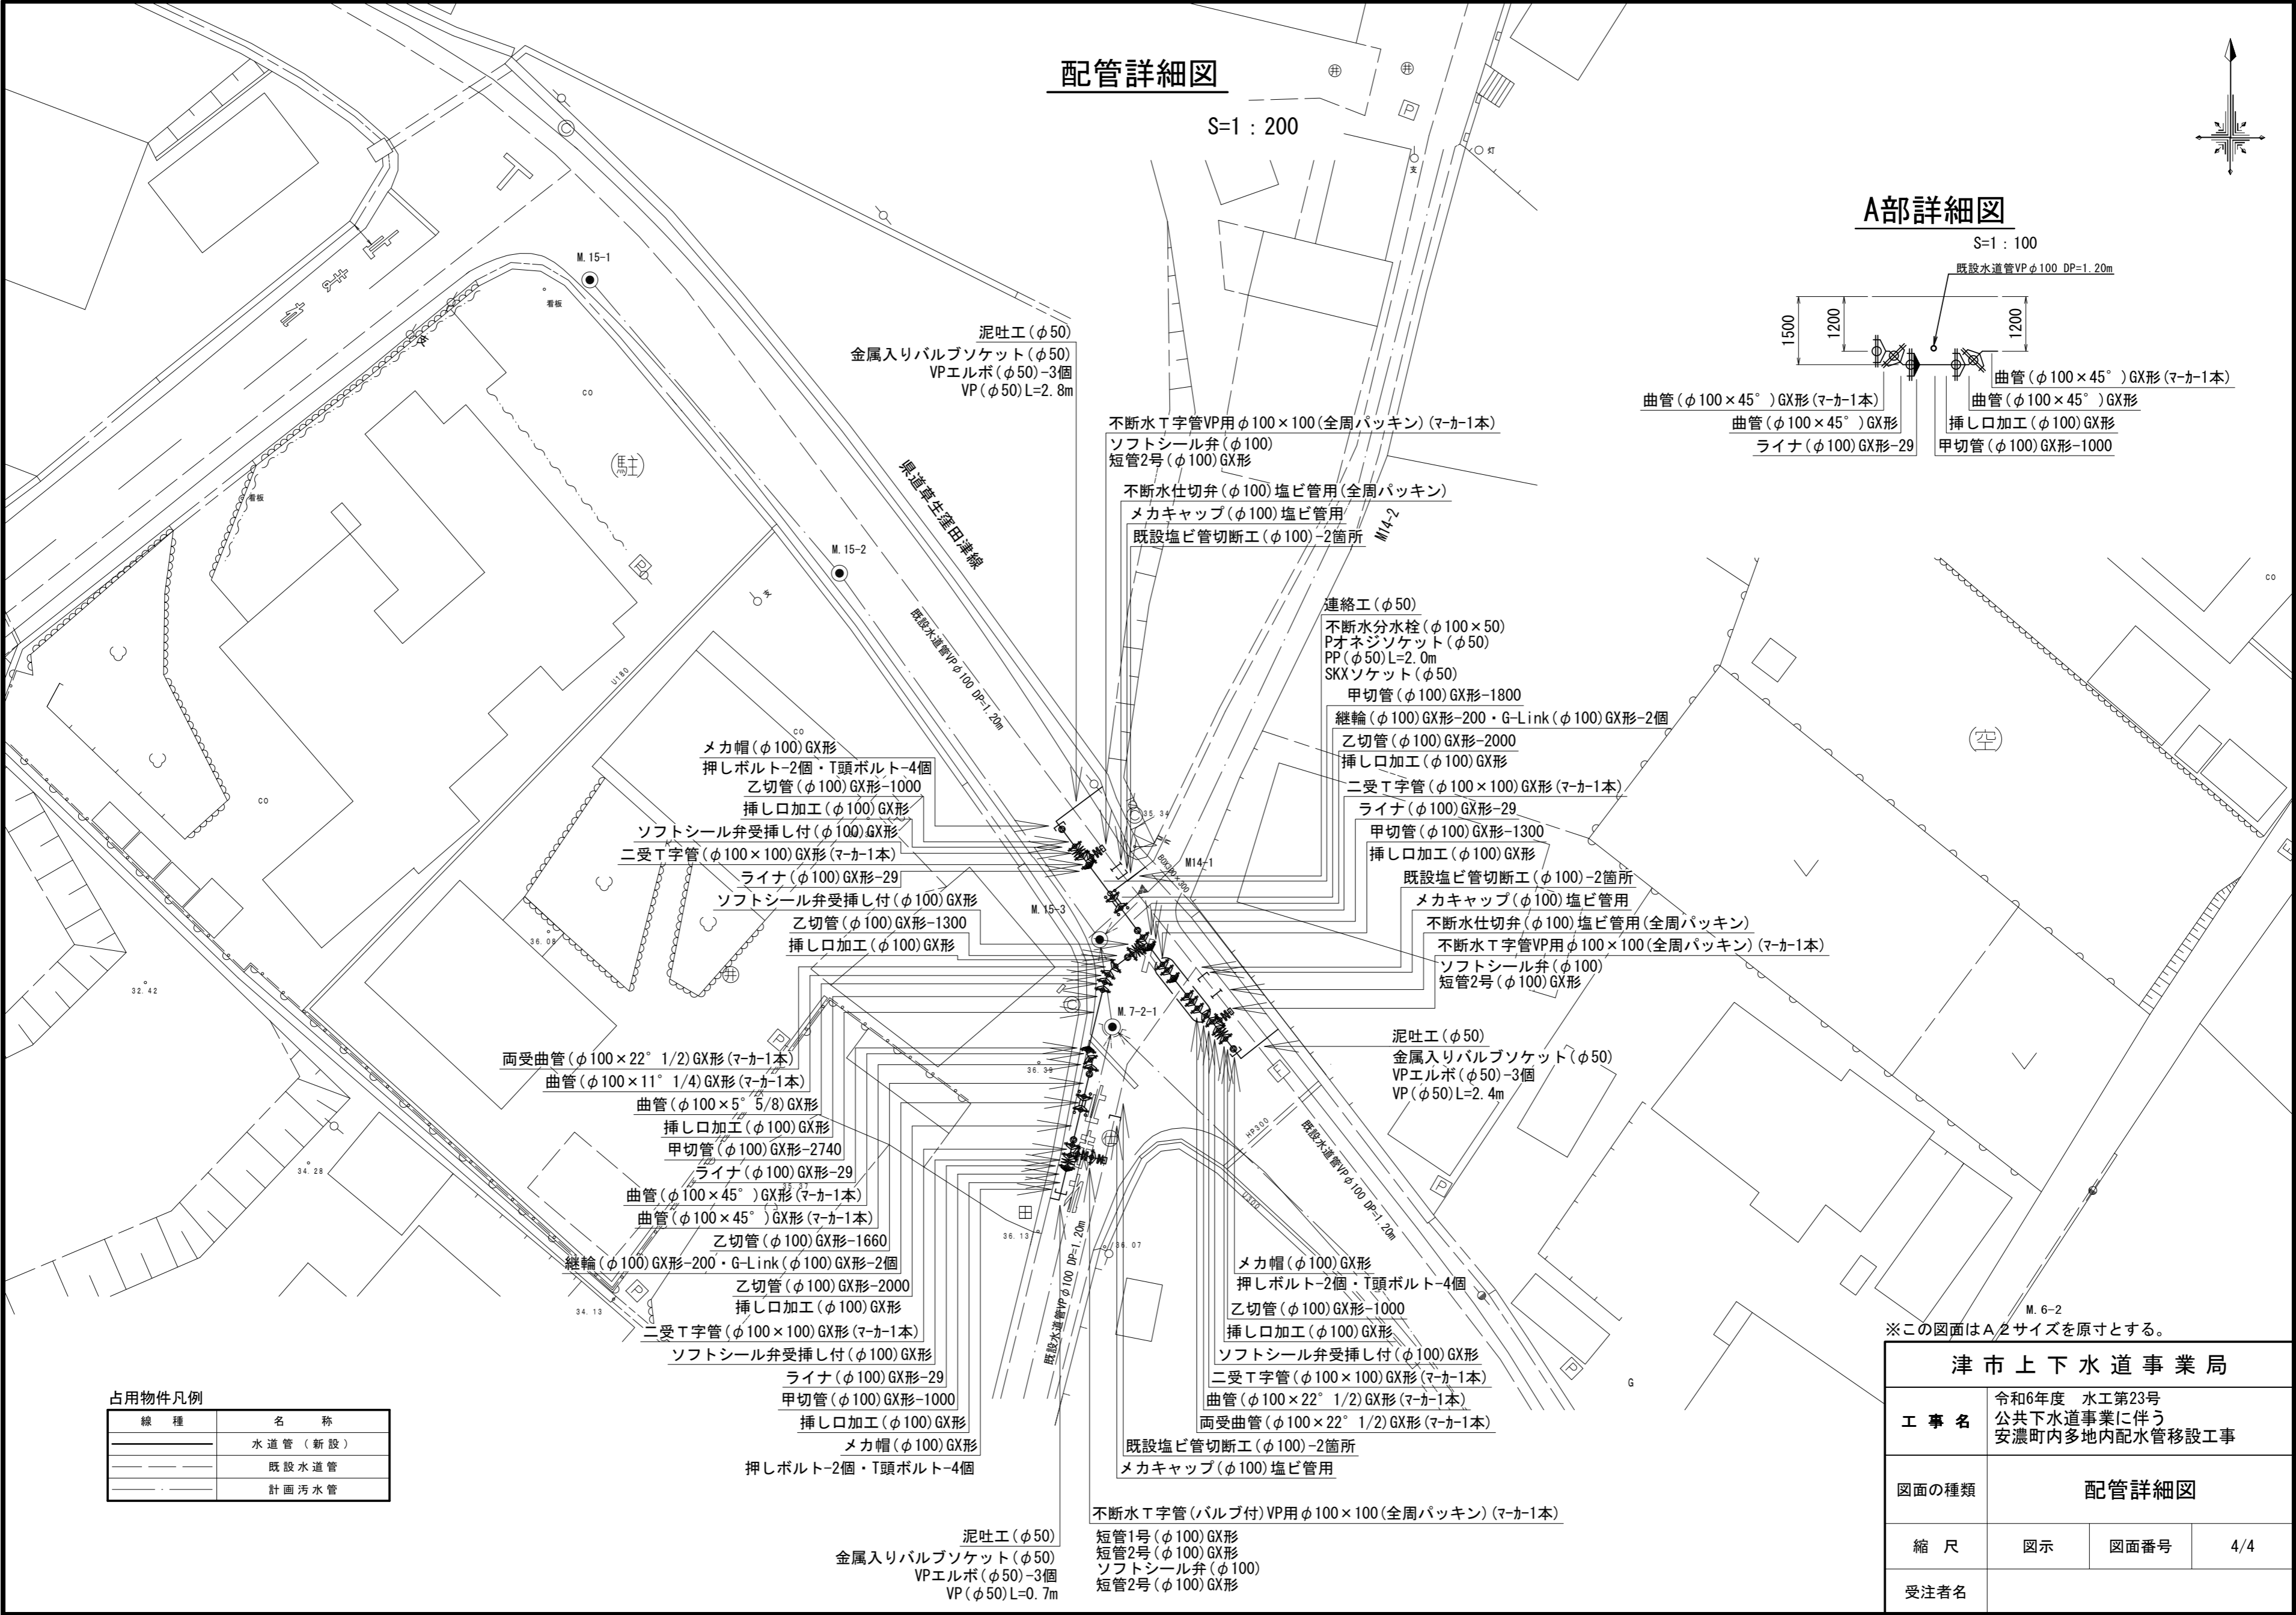 配管詳細図
S=1：200
A部詳細図
S=1：100
既設水道管VPφ100 DP=1.20m
1500
1200
1200
曲管(φ100×45°)GX形(マーカー1本)
曲管(φ100×45°)GX形(マーカー1本)
曲管(φ100×45°)GX形
曲管(φ100×45°)GX形
挿し口加工(φ100)GX形
ライナ(φ100)GX形-29
甲切管(φ100)GX形-1000
泥吐工(φ50)
金属入りバルブソケット(φ50)
VPエルボ(φ50)-3個
VP(φ50)L=2.8m
不断水T字管VP用φ100×100(全周パッキン)(マーカー1本)
ソフトシール弁(φ100)
短管2号(φ100)GX形
不断水仕切弁(φ100)塩ビ管用(全周パッキン)
メカキャップ(φ100)塩ビ管用
既設塩ビ管切断工(φ100)-2箇所
連絡工(φ50)
不断水分水栓(φ100×50)
Pオネジソケット(φ50)
PP(φ50)L=2.0m
SKXソケット(φ50)
甲切管(φ100)GX形-1800
継輪(φ100)GX形-200・G-Link(φ100)GX形-2個
乙切管(φ100)GX形-2000
挿し口加工(φ100)GX形
二受T字管(φ100×100)GX形(マーカー1本)
ライナ(φ100)GX形-29
甲切管(φ100)GX形-1300
挿し口加工(φ100)GX形
既設塩ビ管切断工(φ100)-2箇所
メカキャップ(φ100)塩ビ管用
不断水仕切弁(φ100)塩ビ管用(全周パッキン)
不断水T字管VP用φ100×100(全周パッキン)(マーカー1本)
ソフトシール弁(φ100)
短管2号(φ100)GX形
泥吐工(φ50)
金属入りバルブソケット(φ50)
VPエルボ(φ50)-3個
VP(φ50)L=2.4m
メカ帽(φ100)GX形
押しボルト-2個・T頭ボルト-4個
乙切管(φ100)GX形-1000
挿し口加工(φ100)GX形
ソフトシール弁受挿し付(φ100)GX形
二受T字管(φ100×100)GX形(マーカー1本)
ライナ(φ100)GX形-29
ソフトシール弁受挿し付(φ100)GX形
乙切管(φ100)GX形-1300
挿し口加工(φ100)GX形
両受曲管(φ100×22°1/2)GX形(マーカー1本)
曲管(φ100×11°1/4)GX形(マーカー1本)
曲管(φ100×5°5/8)GX形
挿し口加工(φ100)GX形
甲切管(φ100)GX形-2740
ライナ(φ100)GX形-29
曲管(φ100×45°)GX形(マーカー1本)
曲管(φ100×45°)GX形(マーカー1本)
乙切管(φ100)GX形-1660
継輪(φ100)GX形-200・G-Link(φ100)GX形-2個
乙切管(φ100)GX形-2000
挿し口加工(φ100)GX形
二受T字管(φ100×100)GX形(マーカー1本)
ソフトシール弁受挿し付(φ100)GX形
ライナ(φ100)GX形-29
甲切管(φ100)GX形-1000
挿し口加工(φ100)GX形
メカ帽(φ100)GX形
押しボルト-2個・T頭ボルト-4個
メカ帽(φ100)GX形
押しボルト-2個・T頭ボルト-4個
乙切管(φ100)GX形-1000
挿し口加工(φ100)GX形
ソフトシール弁受挿し付(φ100)GX形
二受T字管(φ100×100)GX形(マーカー1本)
曲管(φ100×22°1/2)GX形(マーカー1本)
両受曲管(φ100×22°1/2)GX形(マーカー1本)
既設塩ビ管切断工(φ100)-2箇所
メカキャップ(φ100)塩ビ管用
不断水T字管(バルブ付)VP用φ100×100(全周パッキン)(マーカー1本)
短管1号(φ100)GX形
短管2号(φ100)GX形
ソフトシール弁(φ100)
短管2号(φ100)GX形
泥吐工(φ50)
金属入りバルブソケット(φ50)
VPエルボ(φ50)-3個
VP(φ50)L=0.7m
県道草生窪田津線
既設水道管VPφ100 DP=1.20m
既設水道管VPφ100 DP=1.20m
既設水道管VPφ100 DP=1.20m
M.15-1
M.15-2
M.15-3
M.7-2-1
M14-1
M14-2
M.6-2
看板
看板
(駐)
(空)
CO
CO
CO
CO
U180
U300
HP300
BOX300×300
支
灯
井
井
井
P
P
P
P
P
P
P
G
35.34
36.08
36.39
36.13
36.07
32.42
34.28
34.13
占用物件凡例
線 種
名 称
水道管（新設）
既設水道管
計画汚水管
※この図面はA2サイズを原寸とする。
津市上下水道事業局
工事名
令和6年度 水工第23号
公共下水道事業に伴う
安濃町内多地内配水管移設工事
図面の種類
配管詳細図
縮尺
図示
図面番号
4/4
受注者名